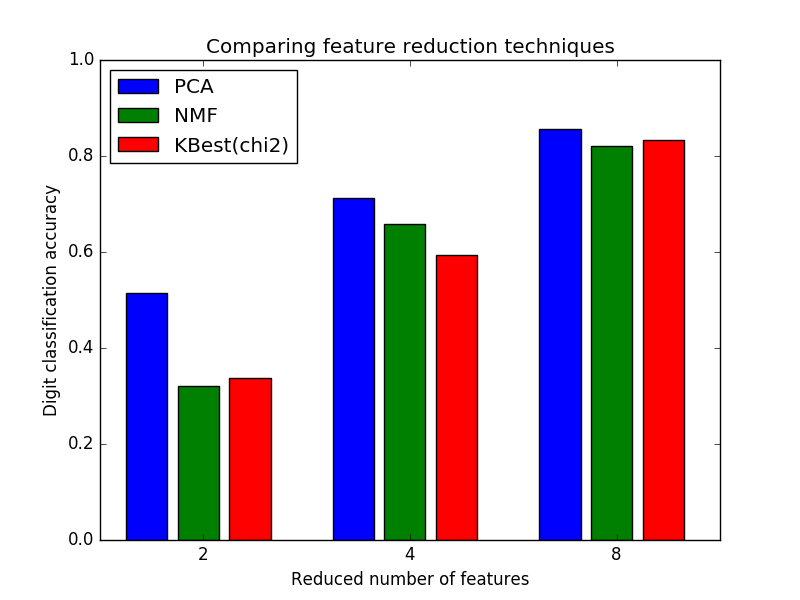 Comparing feature reduction techniques
1.0
0.8
0.6
0.4
0.2
0.0
Digit classification accuracy
PCA
NMF
KBest(chi2)
2
4
8
Reduced number of features